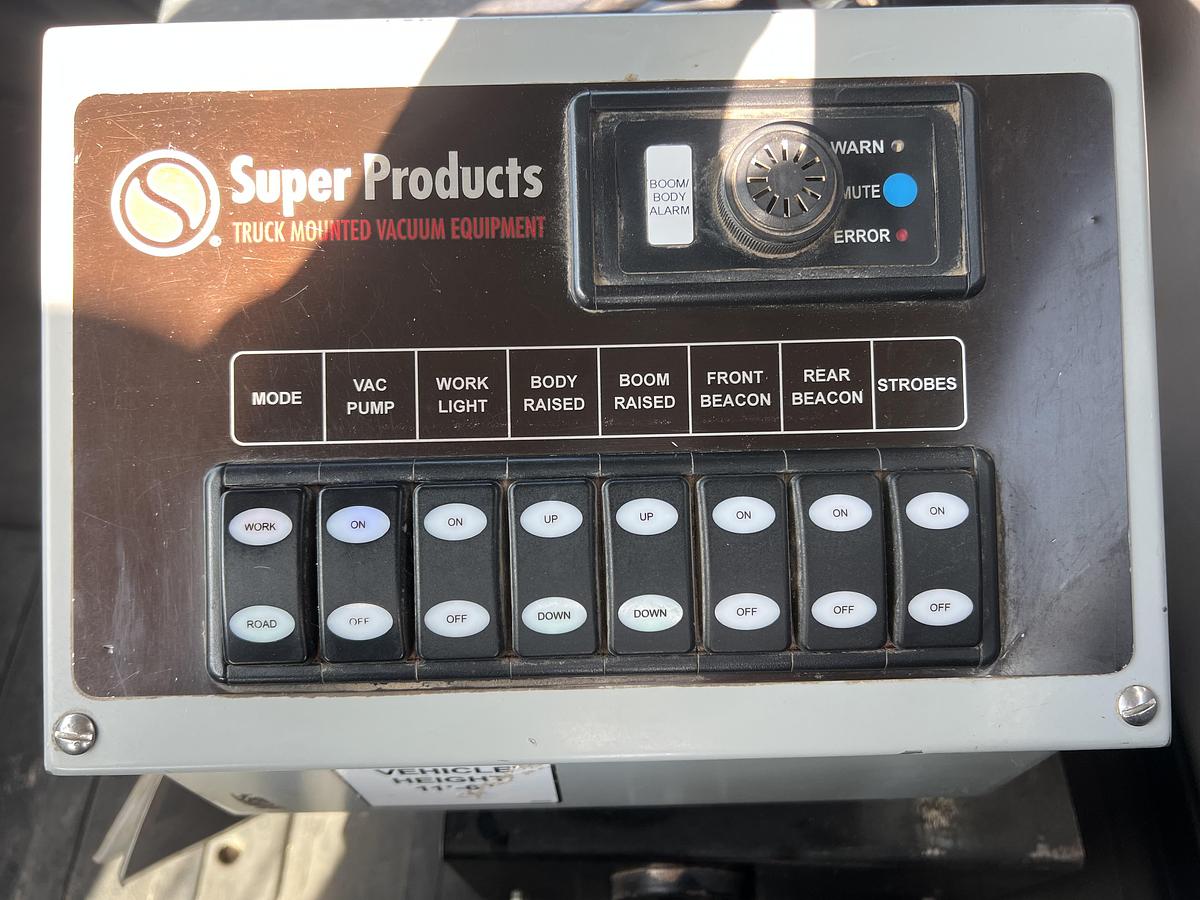 Super Products
TRUCK MOUNTED VACUUM EQUIPMENT
BOOM/
BODY
ALARM
WARN
MUTE
ERROR
MODE
VAC
PUMP
WORK
LIGHT
BODY
RAISED
BOOM
RAISED
FRONT
BEACON
REAR
BEACON
STROBES
WORK
ON
ON
UP
UP
ON
ON
ON
ROAD
OFF
OFF
DOWN
DOWN
OFF
OFF
OFF
VEHICLE
HEIGHT